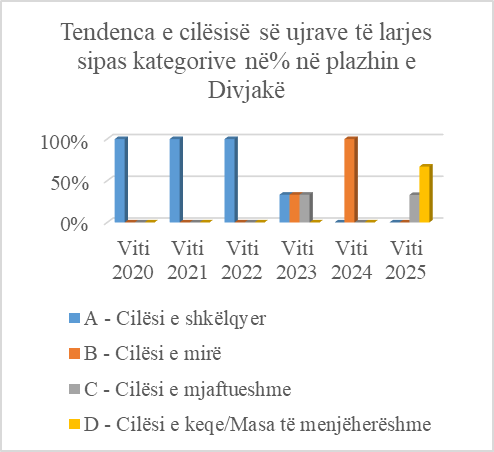 Tendenca e cilësisë së ujrave të larjes
sipas kategorive në% në plazhin e
Divjakë
100%
50%
0%
Viti 2020
Viti 2021
Viti 2022
Viti 2023
Viti 2024
Viti 2025
A - Cilësi e shkëlqyer
B - Cilësi e mirë
C - Cilësi e mjaftueshme
D - Cilësi e keqe/Masa të menjëherëshme